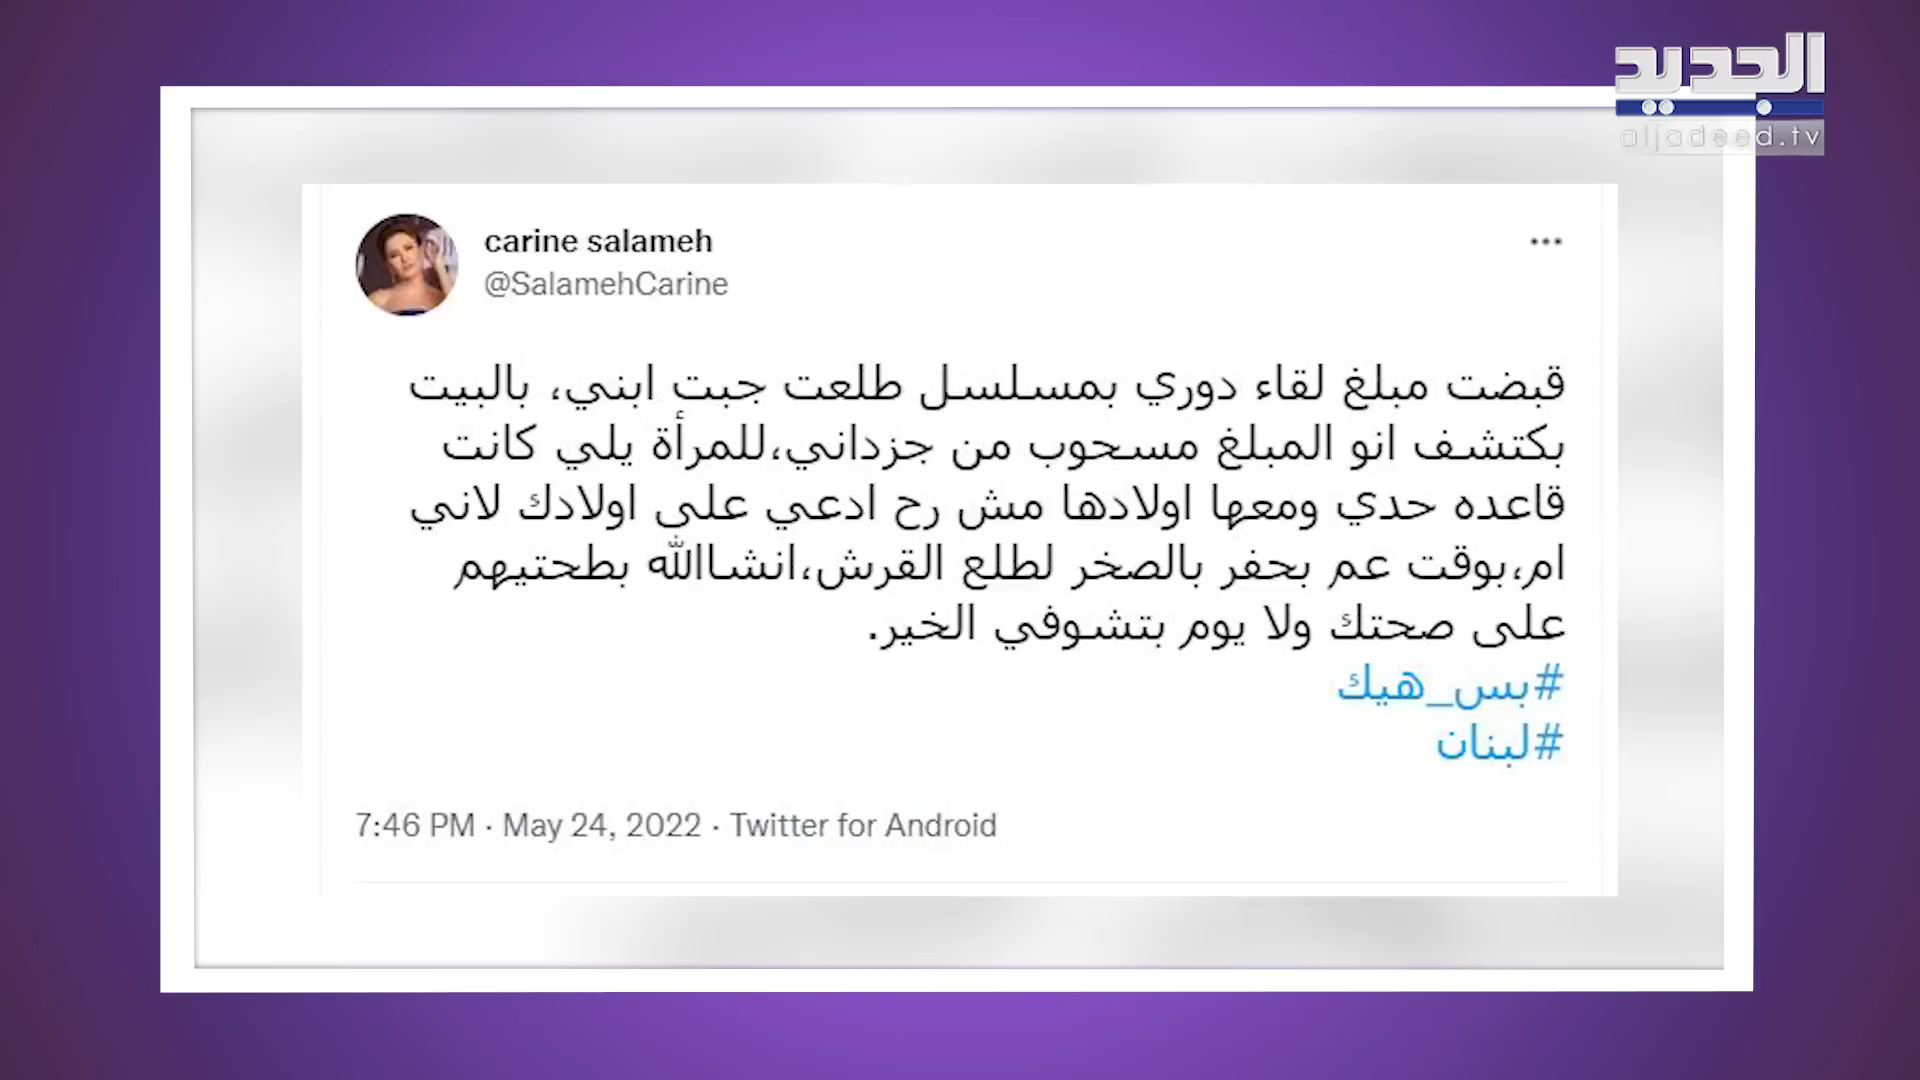 الجديد
aljadeed.tv
carine salameh
@SalamehCarine
قبضت مبلغ لقاء دوري بمسلسل طلعت جبت ابني، بالبيت
بكتشف انو المبلغ مسحوب من جزداني،للمرأة يلي كانت
قاعده حدي ومعها اولادها مش رح ادعي على اولادك لاني
ام،بوقت عم بحفر بالصخر لطلع القرش،انشاالله بطحتيهم
على صحتك ولا يوم بتشوفي الخير.
#بس_هيك
#لبنان
7:46 PM · May 24, 2022 · Twitter for Android